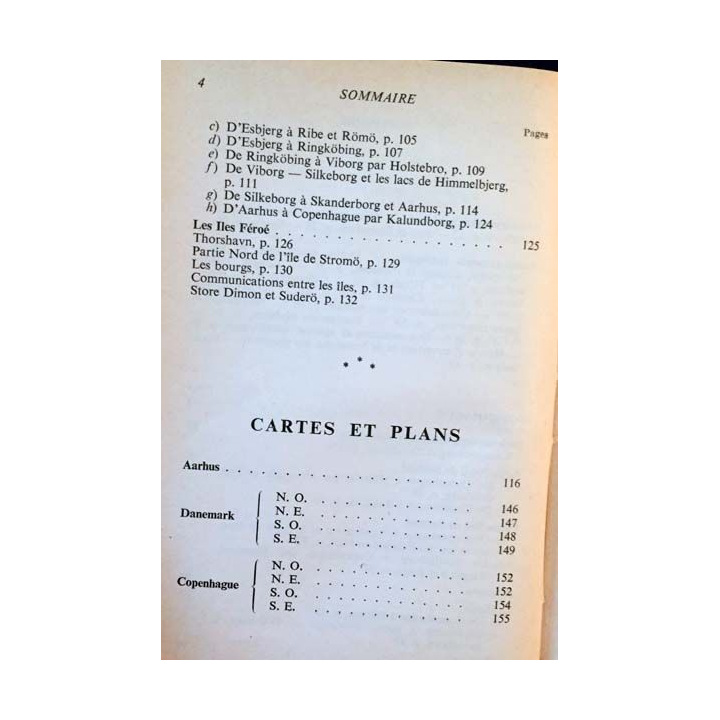 4
SOMMAIRE
Pages
c) D'Esbjerg à Ribe et Römö, p. 105
d) D'Esbjerg à Ringköbing, p. 107
e) De Ringköbing à Viborg par Holstebro, p. 109
f) De Viborg — Silkeborg et les lacs de Himmelbjerg,
p. 111
g) De Silkeborg à Skanderborg et Aarhus, p. 114
h) D'Aarhus à Copenhague par Kalundborg, p. 124
Les Iles Féroé . . . . . . . . . . . . . . . . . . 125
Thorshavn, p. 126
Partie Nord de l'île de Stromö, p. 129
Les bourgs, p. 130
Communications entre les îles, p. 131
Store Dimon et Suderö, p. 132
* * *
CARTES ET PLANS
Aarhus . . . . . . . . . . . . . . . . . . . . . 116
Danemark
N. O. . . . . . . . . . . . . . 146
N. E. . . . . . . . . . . . . . 147
S. O. . . . . . . . . . . . . . 148
S. E. . . . . . . . . . . . . . 149
Copenhague
N. O. . . . . . . . . . . . . . 152
N. E. . . . . . . . . . . . . . 152
S. O. . . . . . . . . . . . . . 154
S. E. . . . . . . . . . . . . . 155